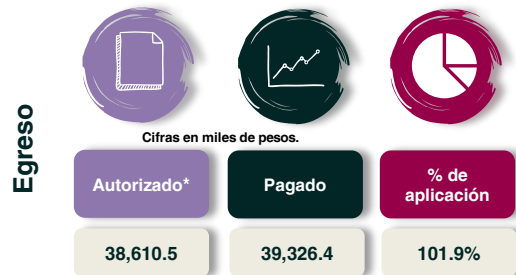 Egreso
Cifras en miles de pesos.
Autorizado*
Pagado
% de
aplicación
38,610.5
39,326.4
101.9%